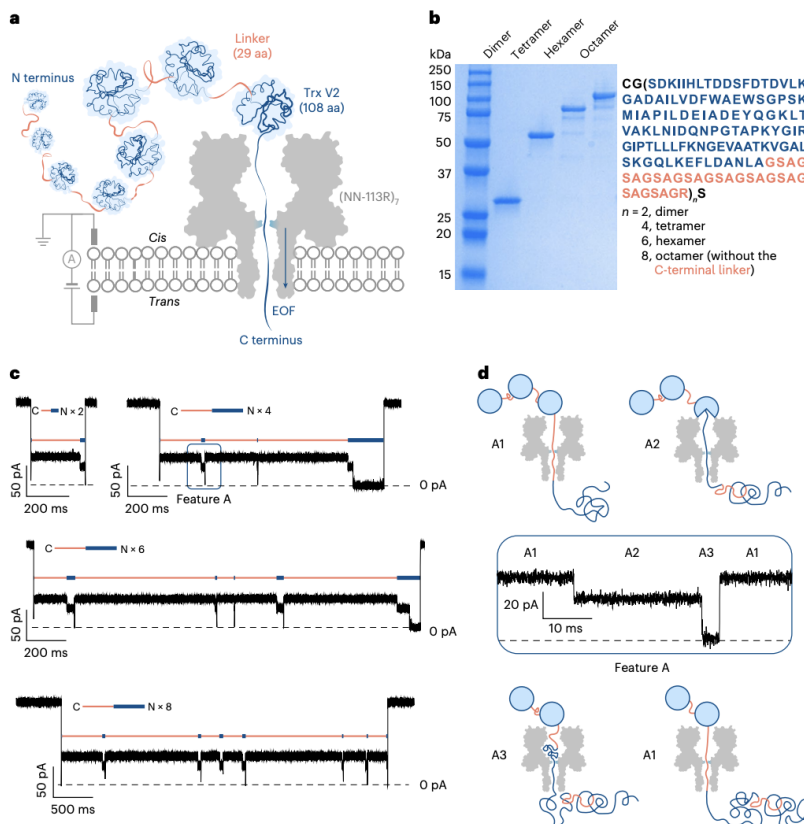 a
Linker
(29 aa)
N terminus
Trx V2
(108 aa)
(NN-113R)7
A
Cis
Trans
EOF
C terminus
b
kDa
Dimer
Tetramer
Hexamer
Octamer
250
150
100
75
50
37
25
20
15
CG(SDKIIHLTDDSFDTDVLK
GADAILVDFWAEWSGPSK
MIAPILDEIADEYQGKLT
VAKLNIDQNPGTAPKYGIR
GIPTLLLFKNGEVAATKVGAL
SKGQLKEFLDANLAGSAG
SAGSAGSAGSAGSAGSAG
SAGSAGR)nS
n = 2, dimer
4, tetramer
6, hexamer
8, octamer (without the
C-terminal linker)
c
C N × 2
50 pA
200 ms
C N × 4
50 pA
200 ms
Feature A
0 pA
C N × 6
50 pA
200 ms
0 pA
C N × 8
50 pA
500 ms
0 pA
d
A1
A2
A1 A2 A3 A1
20 pA
10 ms
Feature A
A3
A1